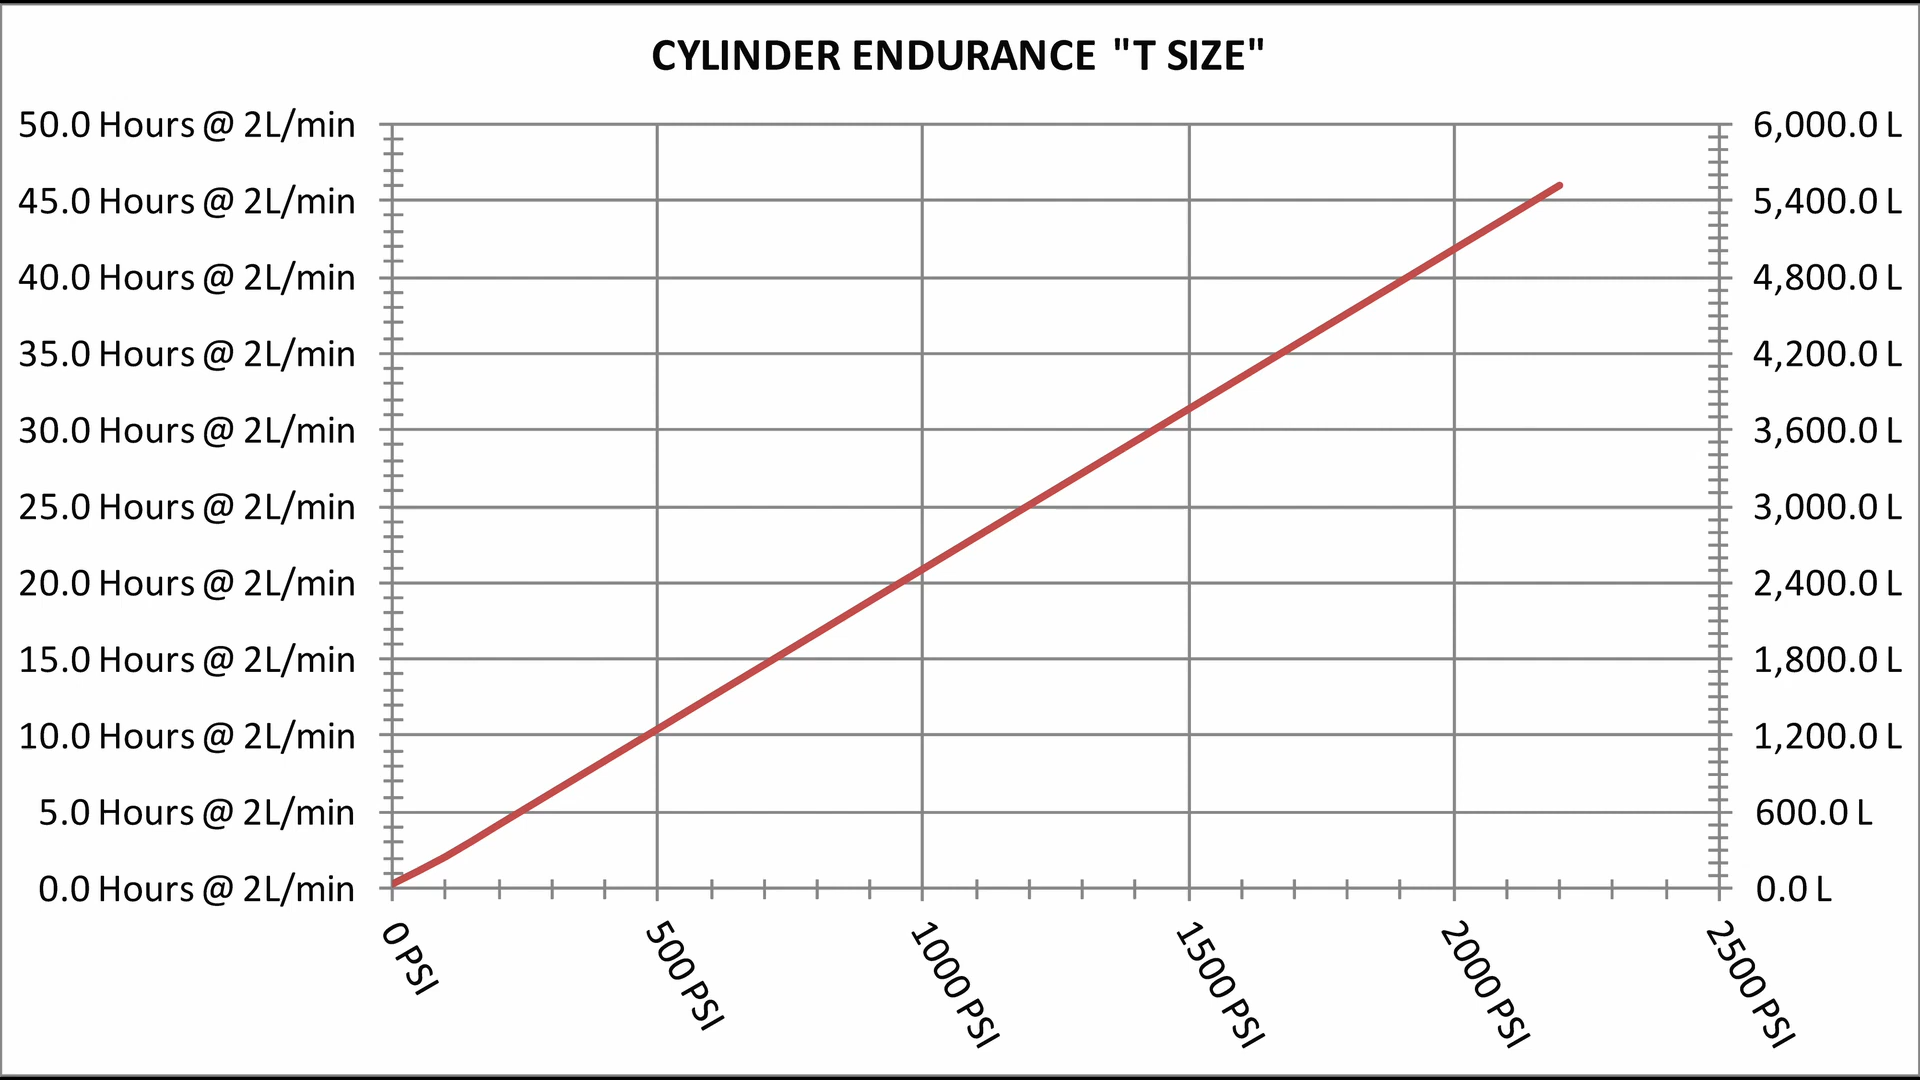 CYLINDER ENDURANCE "T SIZE"
50.0 Hours @ 2L/min
45.0 Hours @ 2L/min
40.0 Hours @ 2L/min
35.0 Hours @ 2L/min
30.0 Hours @ 2L/min
25.0 Hours @ 2L/min
20.0 Hours @ 2L/min
15.0 Hours @ 2L/min
10.0 Hours @ 2L/min
5.0 Hours @ 2L/min
0.0 Hours @ 2L/min
6,000.0 L
5,400.0 L
4,800.0 L
4,200.0 L
3,600.0 L
3,000.0 L
2,400.0 L
1,800.0 L
1,200.0 L
600.0 L
0.0 L
0 PSI
500 PSI
1000 PSI
1500 PSI
2000 PSI
2500 PSI